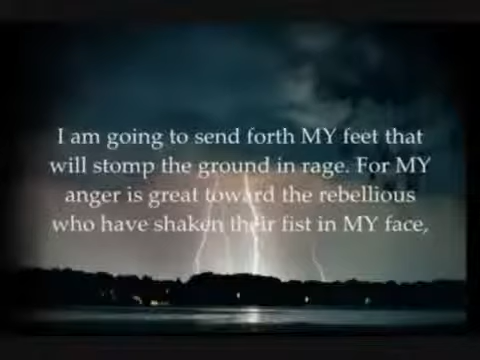 I am going to send forth MY feet that
will stomp the ground in rage. For MY
anger is great toward the rebellious
who have shaken their fist in MY face,